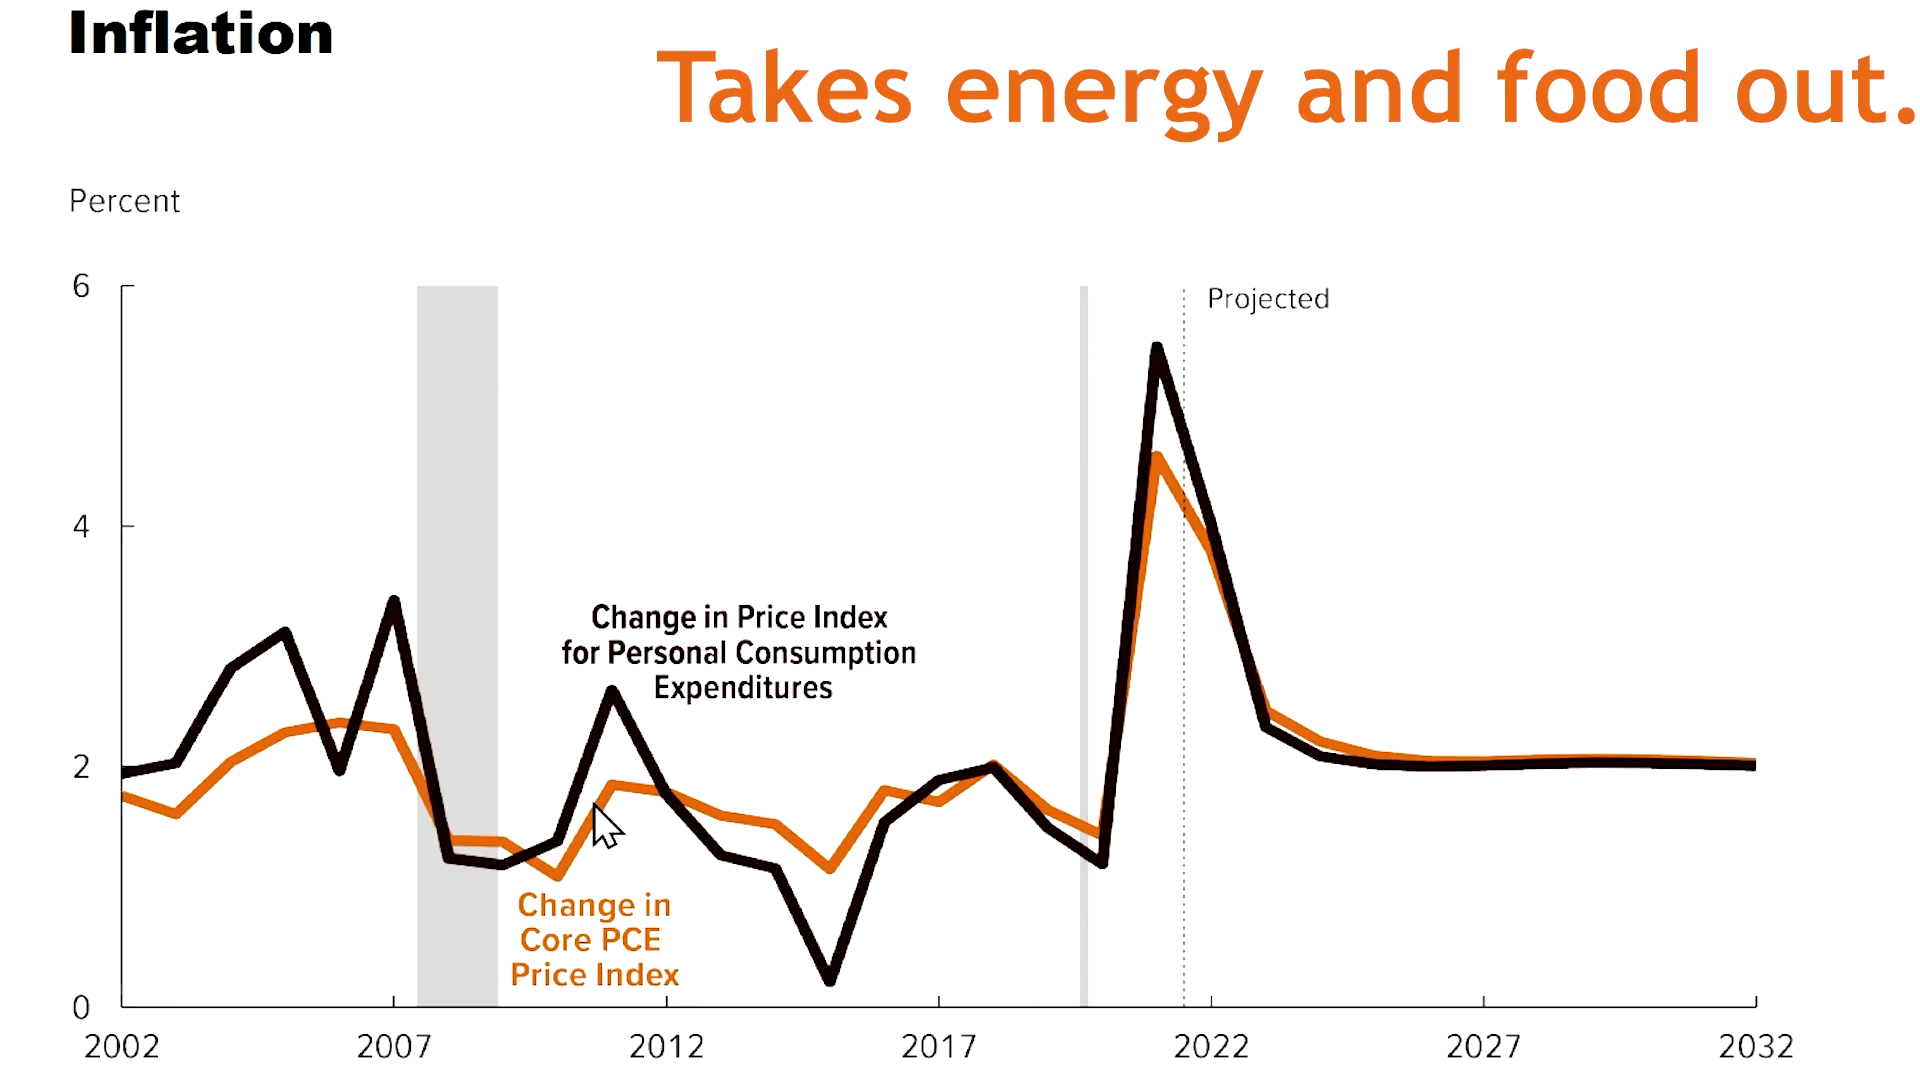 Inflation
Takes energy and food out.
Percent
6
Projected
4
Change in Price Index
for Personal Consumption
Expenditures
2
Change in
Core PCE
Price Index
0
2002 2007 2012 2017 2022 2027 2032